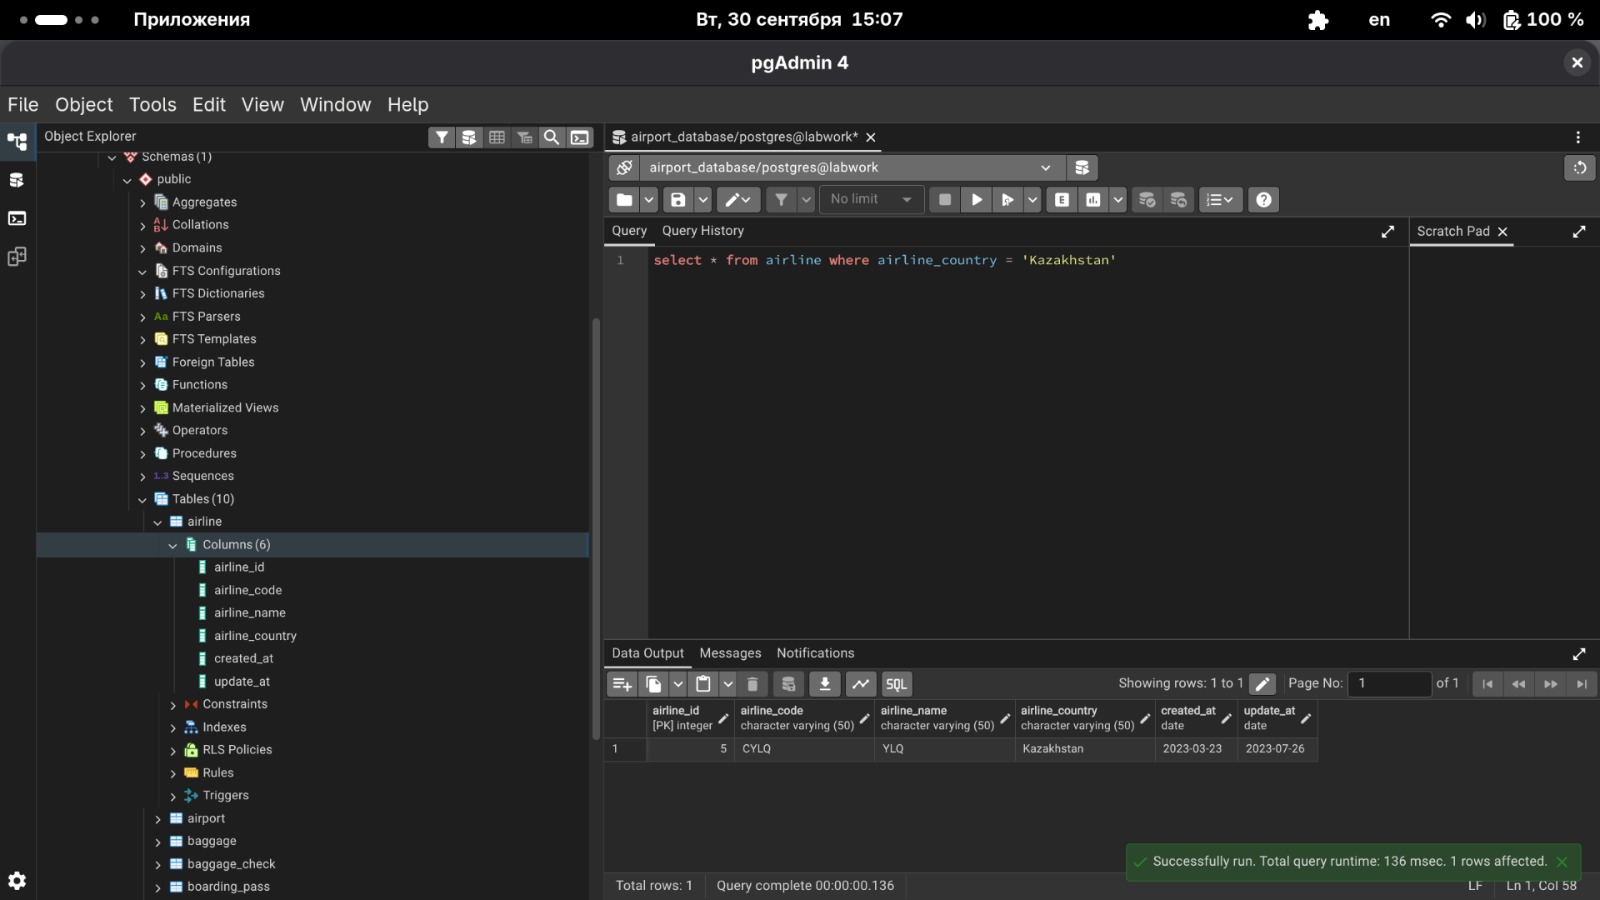 Приложения
Вт, 30 сентября 15:07
en
100 %
pgAdmin 4
File Object Tools Edit View Window Help
Object Explorer
Schemas (1)
public
Aggregates
Collations
Domains
FTS Configurations
FTS Dictionaries
Aa FTS Parsers
FTS Templates
Foreign Tables
Functions
Materialized Views
Operators
Procedures
1..3 Sequences
Tables (10)
airline
Columns (6)
airline_id
airline_code
airline_name
airline_country
created_at
update_at
Constraints
Indexes
RLS Policies
Rules
Triggers
airport
baggage
baggage_check
boarding_pass
airport_database/postgres@labwork*
airport_database/postgres@labwork
No limit
E
Query Query History
Scratch Pad
1 select * from airline where airline_country = 'Kazakhstan'
Data Output Messages Notifications
SQL
Showing rows: 1 to 1
Page No: 1 of 1
airline_id airline_code airline_name airline_country created_at update_at
[PK] integer character varying (50) character varying (50) character varying (50) date date
1 5 CYLQ YLQ Kazakhstan 2023-03-23 2023-07-26
Successfully run. Total query runtime: 136 msec. 1 rows affected.
Total rows: 1 Query complete 00:00:00.136
LF Ln 1, Col 58